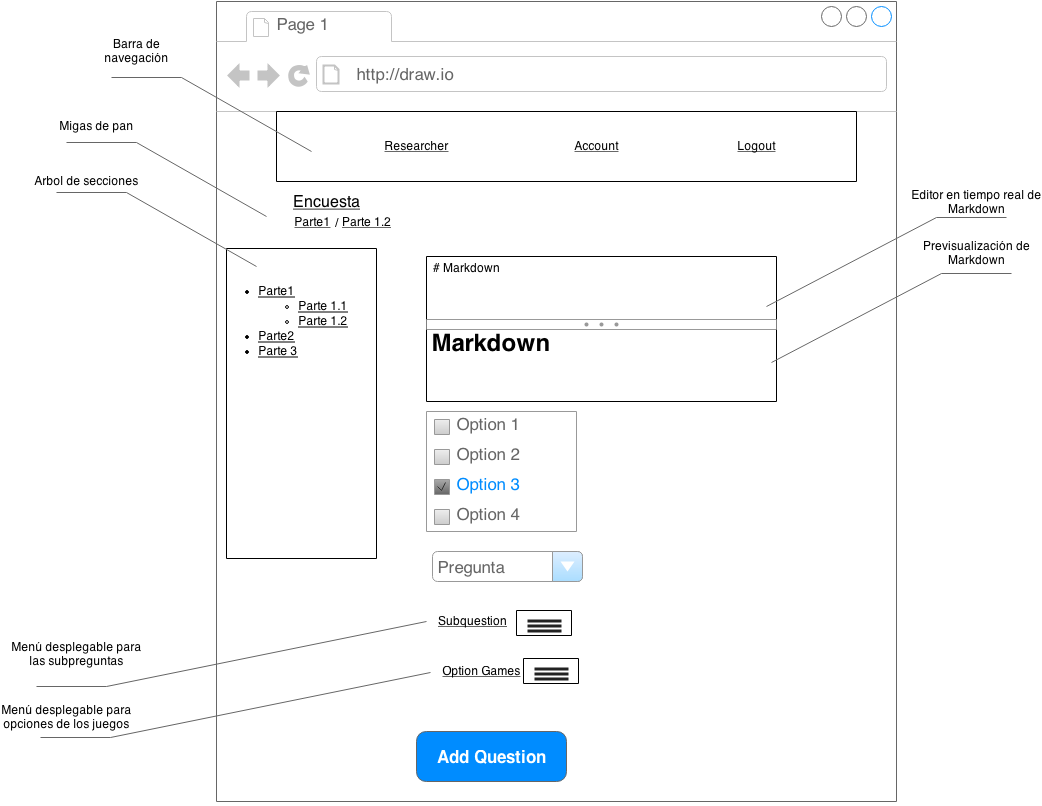 Page 1
http://draw.io
Barra de
navegación
Researcher
Account
Logout
Migas de pan
Arbol de secciones
Encuesta
Parte1 / Parte 1.2
Editor en tiempo real de
Markdown
Previsualización de
Markdown
Parte1
Parte 1.1
Parte 1.2
Parte2
Parte 3
# Markdown
Markdown
Option 1
Option 2
Option 3
Option 4
Pregunta
Subquestion
Menú desplegable para
las subpreguntas
Option Games
Menú desplegable para
opciones de los juegos
Add Question